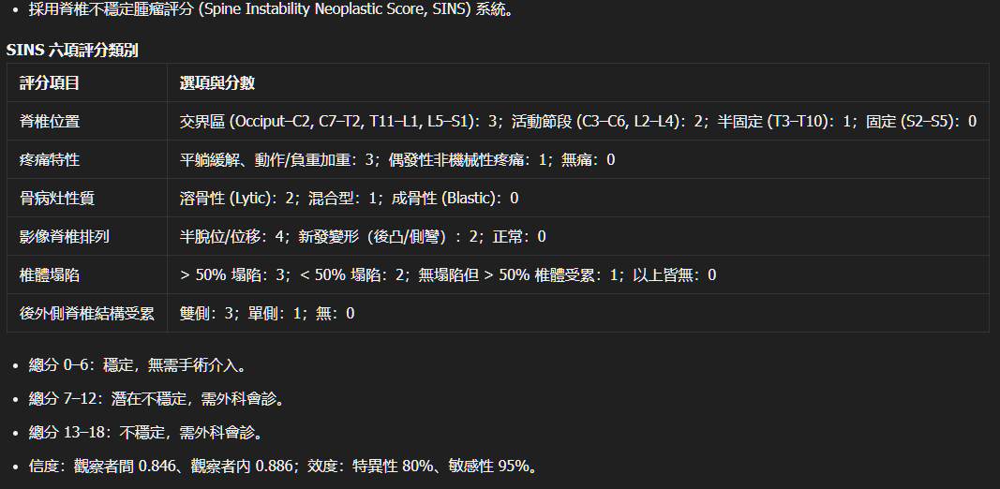 • 採用脊椎不穩定腫瘤評分 (Spine Instability Neoplastic Score, SINS) 系統。
SINS 六項評分類別
評分項目 選項與分數
脊椎位置 交界區 (Occiput–C2, C7–T2, T11–L1, L5–S1)：3；活動節段 (C3–C6, L2–L4)：2；半固定 (T3–T10)：1；固定 (S2–S5)：0
疼痛特性 平躺緩解、動作/負重加重：3；偶發性非機械性疼痛：1；無痛：0
骨病灶性質 溶骨性 (Lytic)：2；混合型：1；成骨性 (Blastic)：0
影像脊椎排列 半脫位/位移：4；新發變形（後凸/側彎）：2；正常：0
椎體塌陷 > 50% 塌陷：3；< 50% 塌陷：2；無塌陷但 > 50% 椎體受累：1；以上皆無：0
後外側脊椎結構受累 雙側：3；單側：1；無：0
• 總分 0–6：穩定，無需手術介入。
• 總分 7–12：潛在不穩定，需外科會診。
• 總分 13–18：不穩定，需外科會診。
• 信度：觀察者間 0.846、觀察者內 0.886；效度：特異性 80%、敏感性 95%。